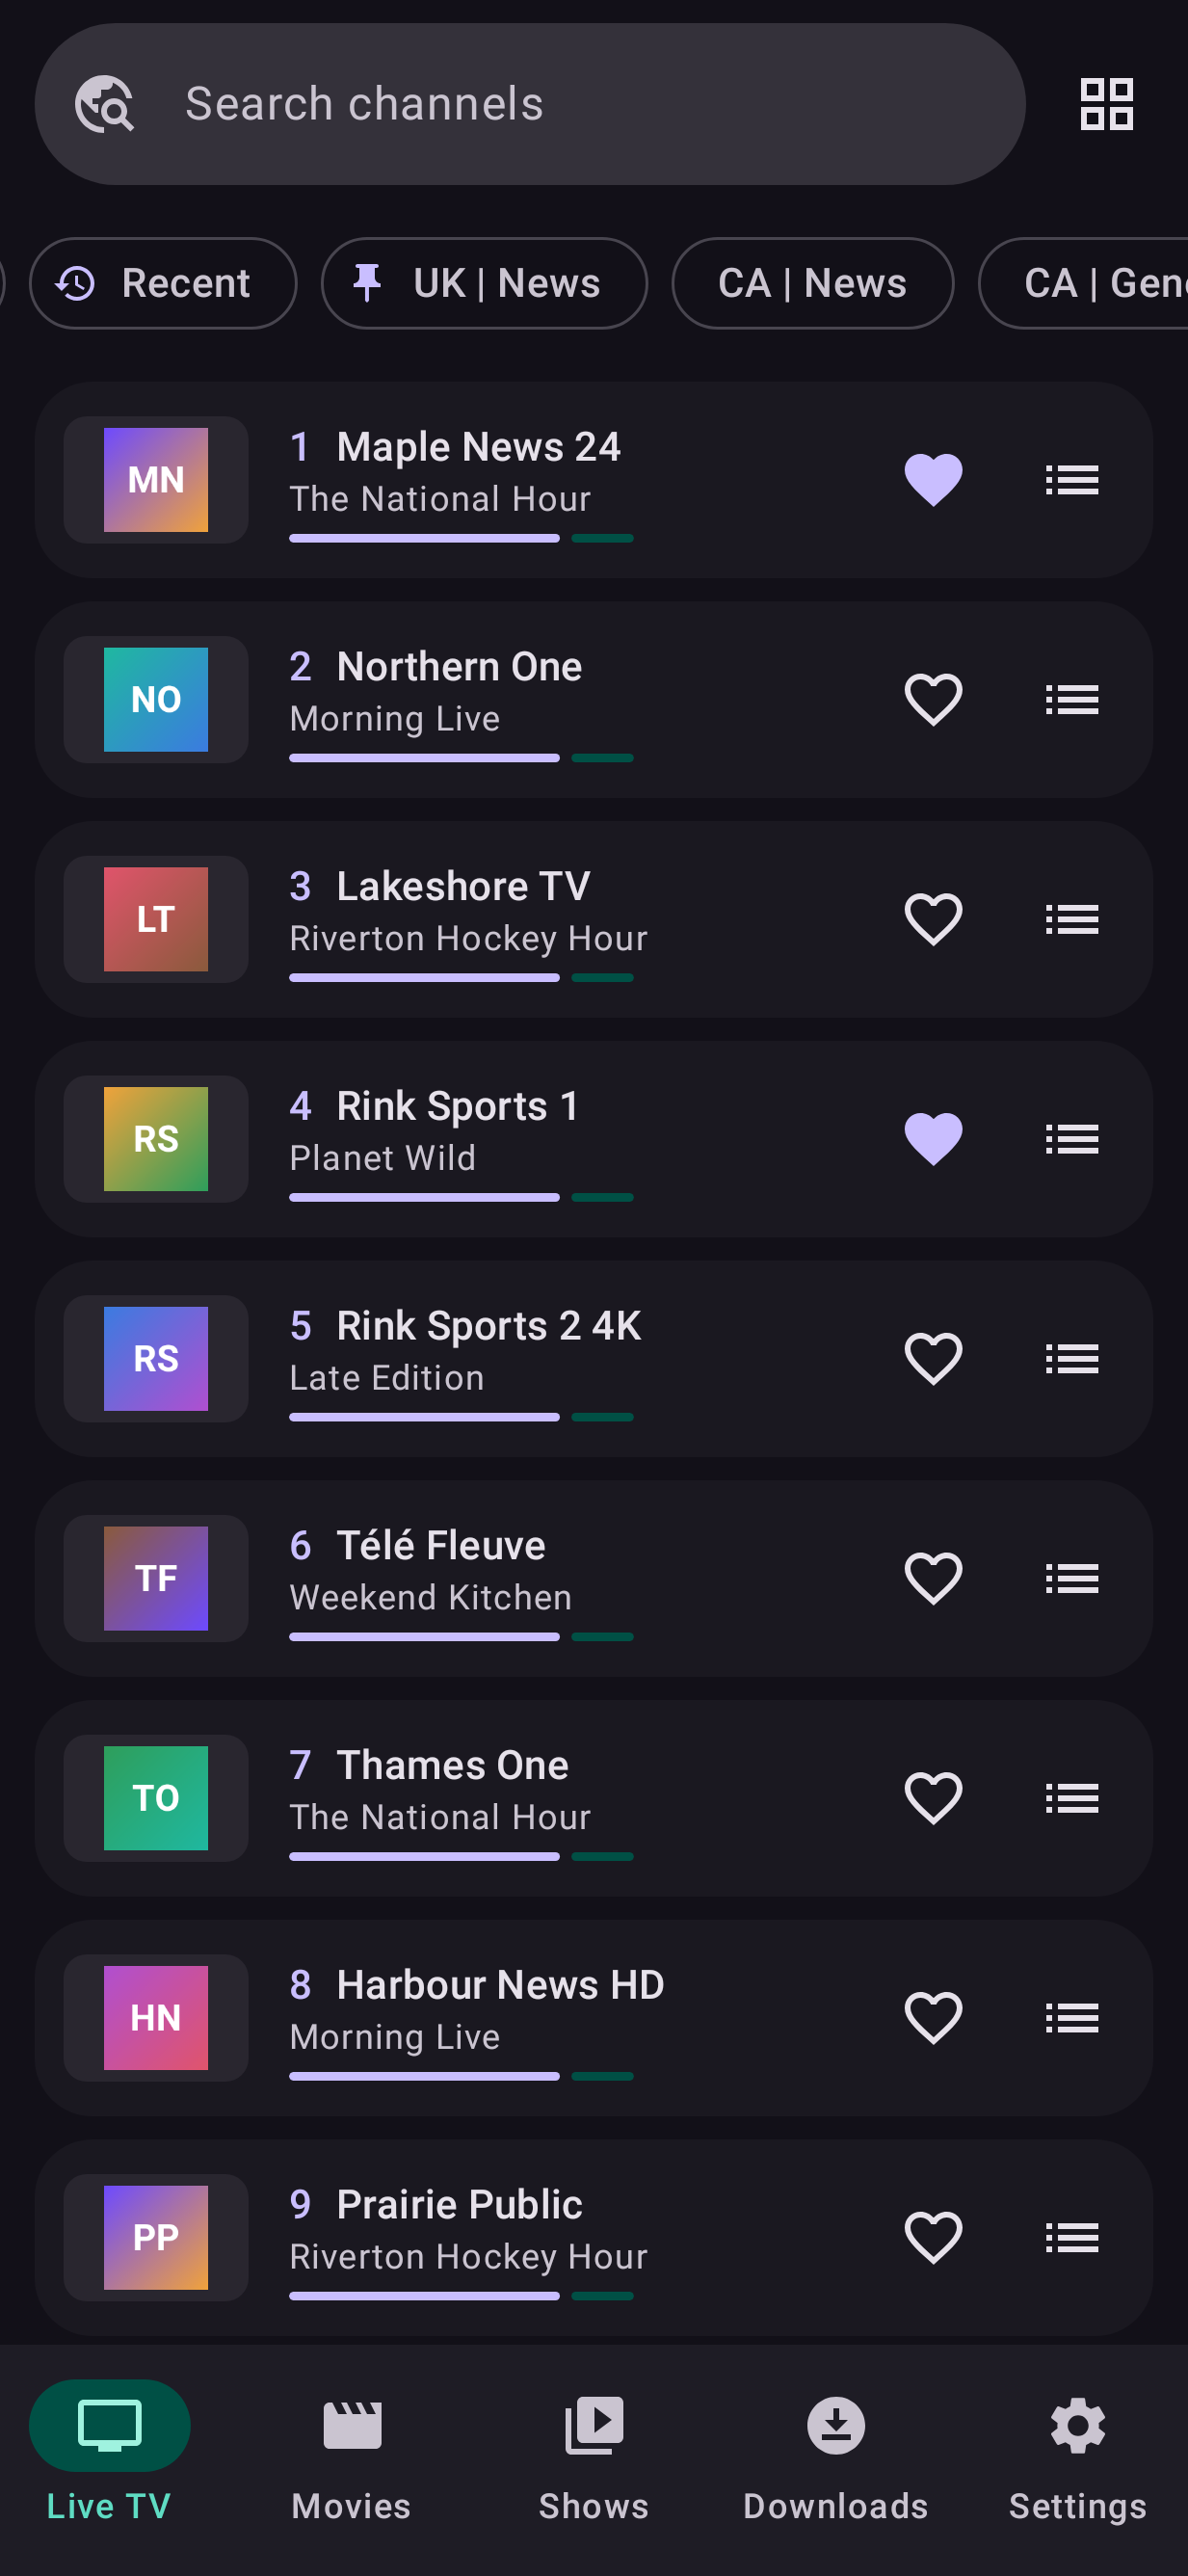 Search channels
Recent
UK | News
CA | News
CA | Gen
MN
1 Maple News 24
The National Hour
NO
2 Northern One
Morning Live
LT
3 Lakeshore TV
Riverton Hockey Hour
RS
4 Rink Sports 1
Planet Wild
RS
5 Rink Sports 2 4K
Late Edition
TF
6 Télé Fleuve
Weekend Kitchen
TO
7 Thames One
The National Hour
HN
8 Harbour News HD
Morning Live
PP
9 Prairie Public
Riverton Hockey Hour
Live TV
Movies
Shows
Downloads
Settings